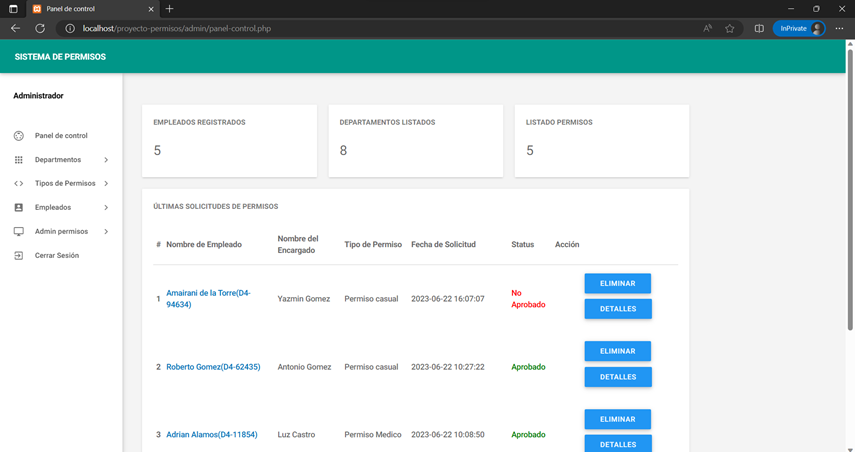 Panel de control
localhost/proyecto-permisos/admin/panel-control.php
InPrivate
SISTEMA DE PERMISOS
Administrador
Panel de control
Departmentos
Tipos de Permisos
Empleados
Admin permisos
Cerrar Sesión
EMPLEADOS REGISTRADOS
5
DEPARTAMENTOS LISTADOS
8
LISTADO PERMISOS
5
ÚLTIMAS SOLICITUDES DE PERMISOS
# Nombre de Empleado Nombre del Encargado Tipo de Permiso Fecha de Solicitud Status Acción
1 Amairani de la Torre(D4-94634) Yazmin Gomez Permiso casual 2023-06-22 16:07:07 No Aprobado ELIMINAR DETALLES
2 Roberto Gomez(D4-62435) Antonio Gomez Permiso casual 2023-06-22 10:27:22 Aprobado ELIMINAR DETALLES
3 Adrian Alamos(D4-11854) Luz Castro Permiso Medico 2023-06-22 10:08:50 Aprobado ELIMINAR DETALLES